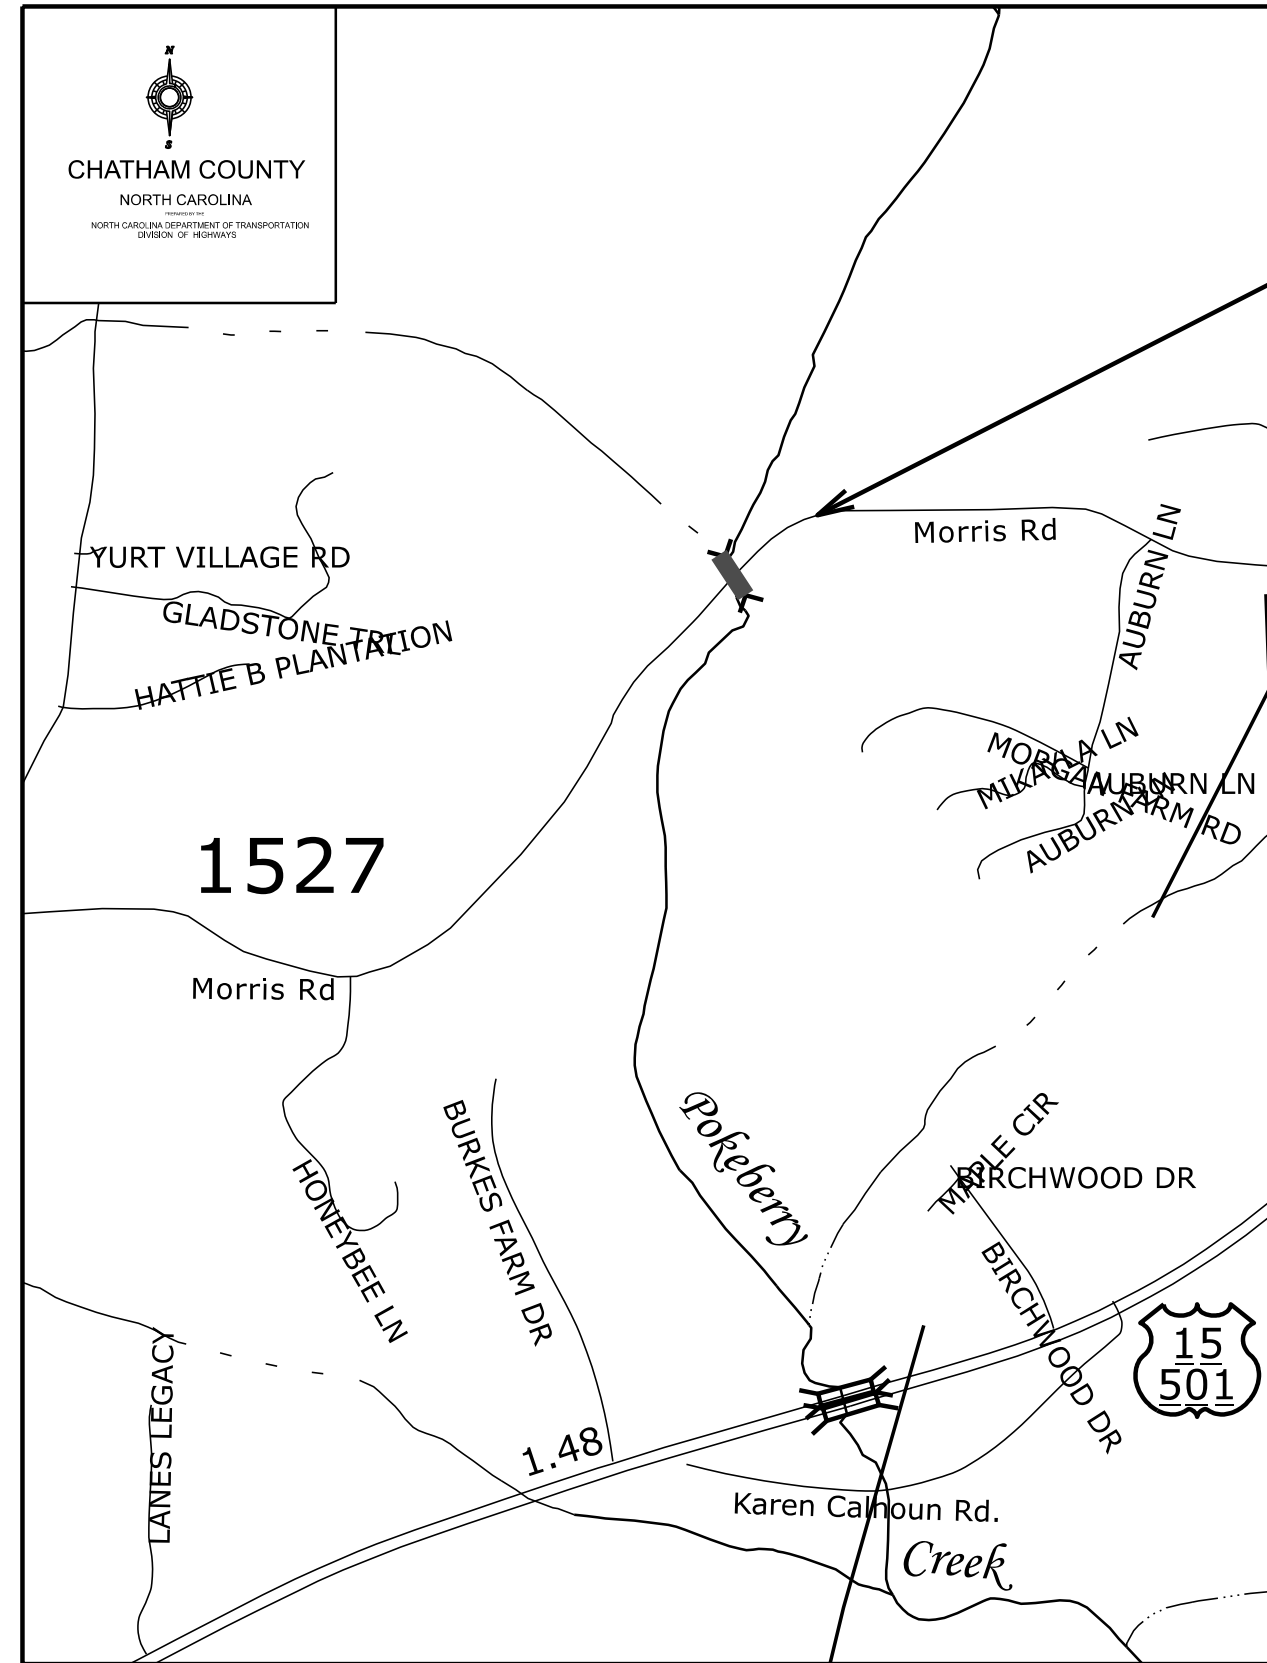 N
S
CHATHAM COUNTY
NORTH CAROLINA
PREPARED BY THE
NORTH CAROLINA DEPARTMENT OF TRANSPORTATION
DIVISION OF HIGHWAYS
Morris Rd
AUBURN LN
YURT VILLAGE RD
GLADSTONE TRL
HATTIE B PLANTATION
MORGAN FARM RD
MIKAYLA LN
AUBURN LN
AUBURN LN
1527
Morris Rd
Pokeberry
MAPLE CIR
BIRCHWOOD DR
BURKES FARM DR
HONEYBEE LN
BIRCHWOOD DR
15
501
LANES LEGACY
1.48
Karen Calhoun Rd.
Creek